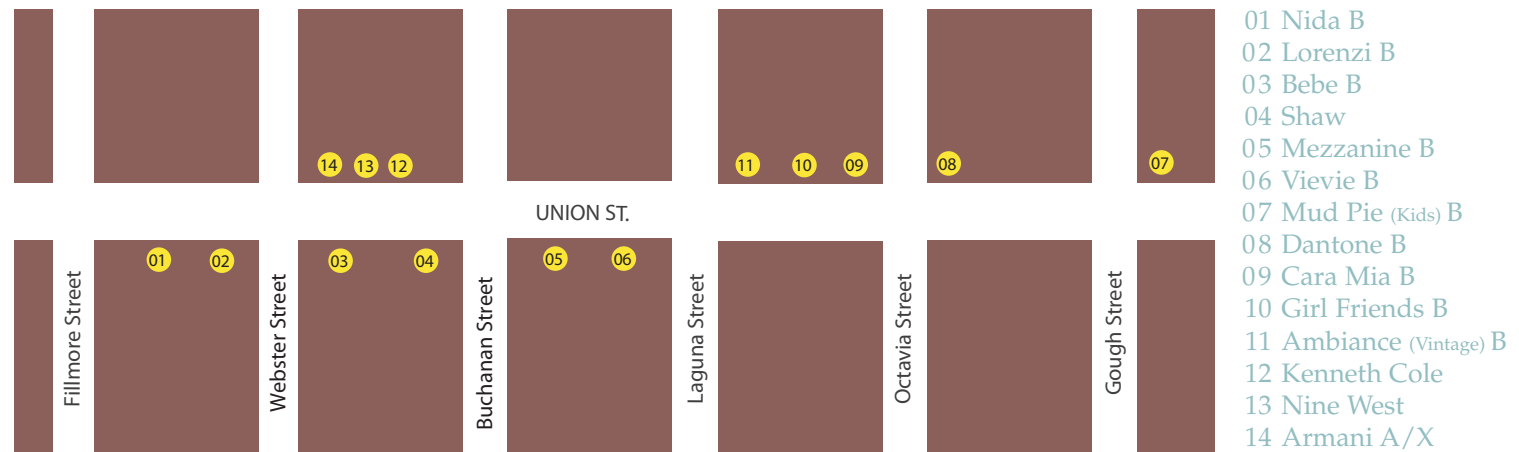 14 13 12 11 10 09 08 07
UNION ST.
01 02 03 04 05 06
Fillmore Street
Webster Street
Buchanan Street
Laguna Street
Octavia Street
Gough Street
01 Nida B
02 Lorenzi B
03 Bebe B
04 Shaw
05 Mezzanine B
06 Vievie B
07 Mud Pie (Kids) B
08 Dantone B
09 Cara Mia B
10 Girl Friends B
11 Ambiance (Vintage) B
12 Kenneth Cole
13 Nine West
14 Armani A/X